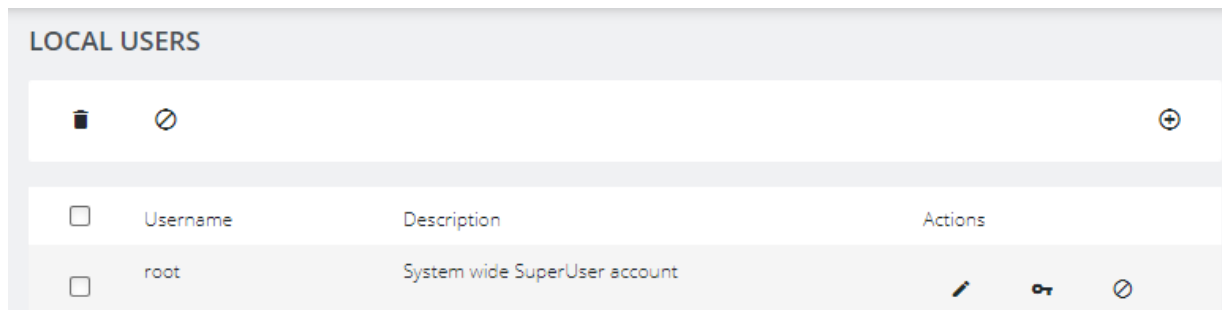 LOCAL USERS
Username Description Actions
root System wide SuperUser account